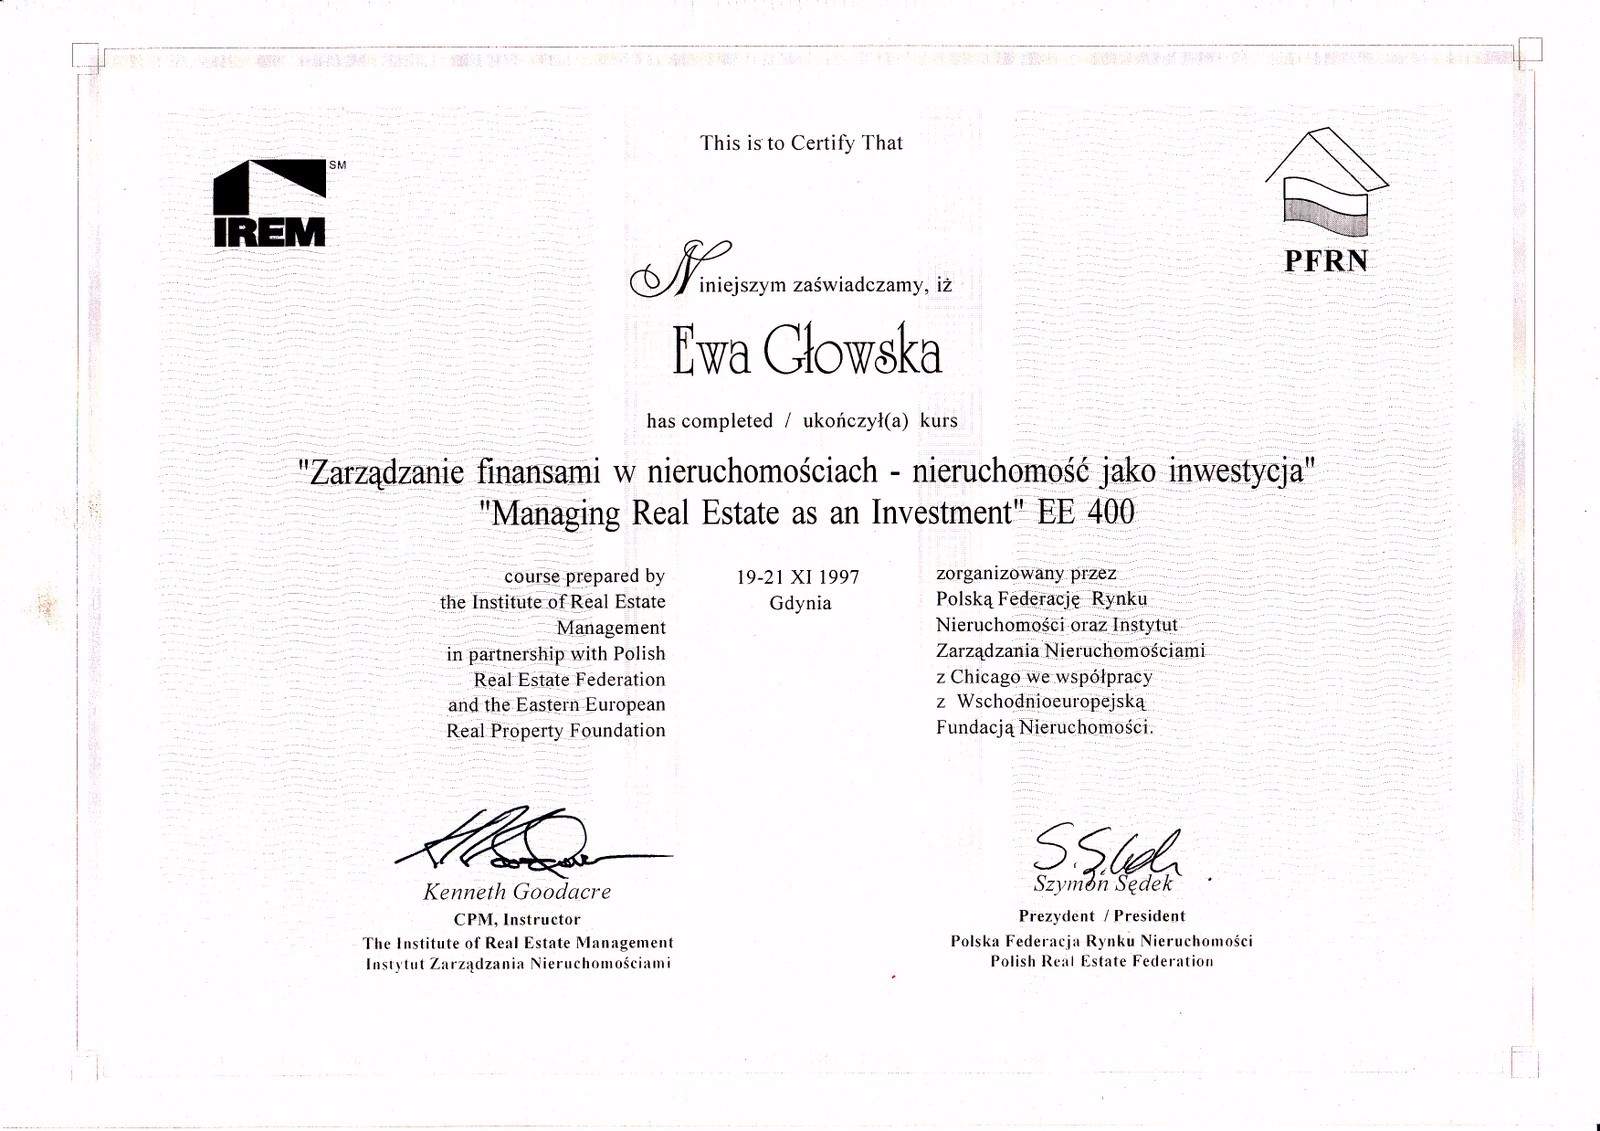 This is to Certify That
SM
IREM
PFRN
Niniejszym zaświadczamy, iż
Ewa Głowska
has completed / ukończył(a) kurs
"Zarządzanie finansami w nieruchomościach - nieruchomość jako inwestycja"
"Managing Real Estate as an Investment" EE 400
course prepared by
the Institute of Real Estate
Management
in partnership with Polish
Real Estate Federation
and the Eastern European
Real Property Foundation
19-21 XI 1997
Gdynia
zorganizowany przez
Polską Federację Rynku
Nieruchomości oraz Instytut
Zarządzania Nieruchomościami
z Chicago we współpracy
z Wschodnioeuropejską
Fundacją Nieruchomości.
Kenneth Goodacre
CPM, Instructor
The Institute of Real Estate Management
Instytut Zarządzania Nieruchomościami
Szymon Sędek
Prezydent / President
Polska Federacja Rynku Nieruchomości
Polish Real Estate Federation